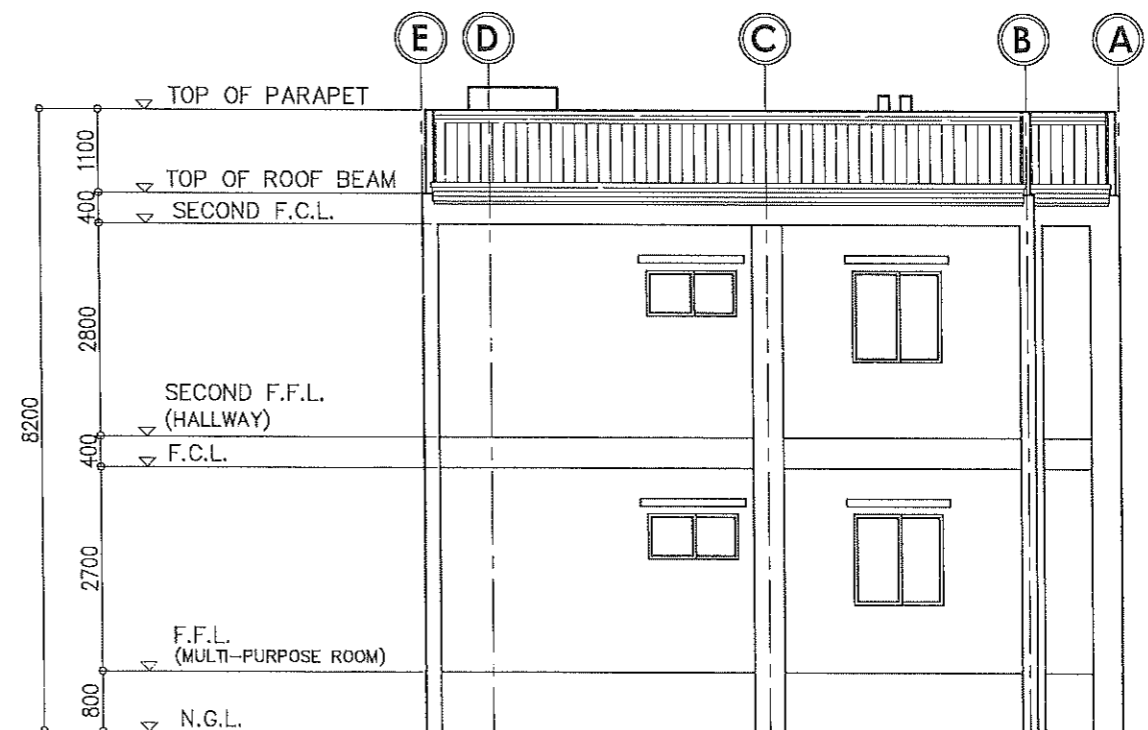 E D C B A
TOP OF PARAPET
1100
TOP OF ROOF BEAM
400
SECOND F.C.L.
2800
8200
SECOND F.F.L.
(HALLWAY)
400
F.C.L.
2700
F.F.L.
(MULTI-PURPOSE ROOM)
800
N.G.L.